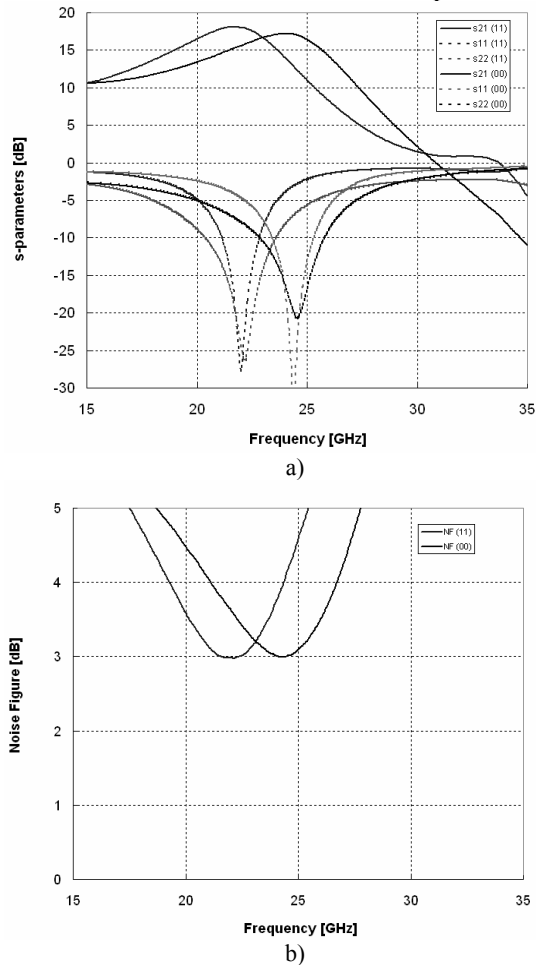 s-parameters [dB]
20
15
10
5
0
-5
-10
-15
-20
-25
-30
s21 (11)
s11 (11)
s22 (11)
s21 (00)
s11 (00)
s22 (00)
15 20 25 30 35
Frequency [GHz]
a)
Noise Figure [dB]
5
4
3
2
1
0
NF (11)
NF (00)
15 20 25 30 35
Frequency [GHz]
b)